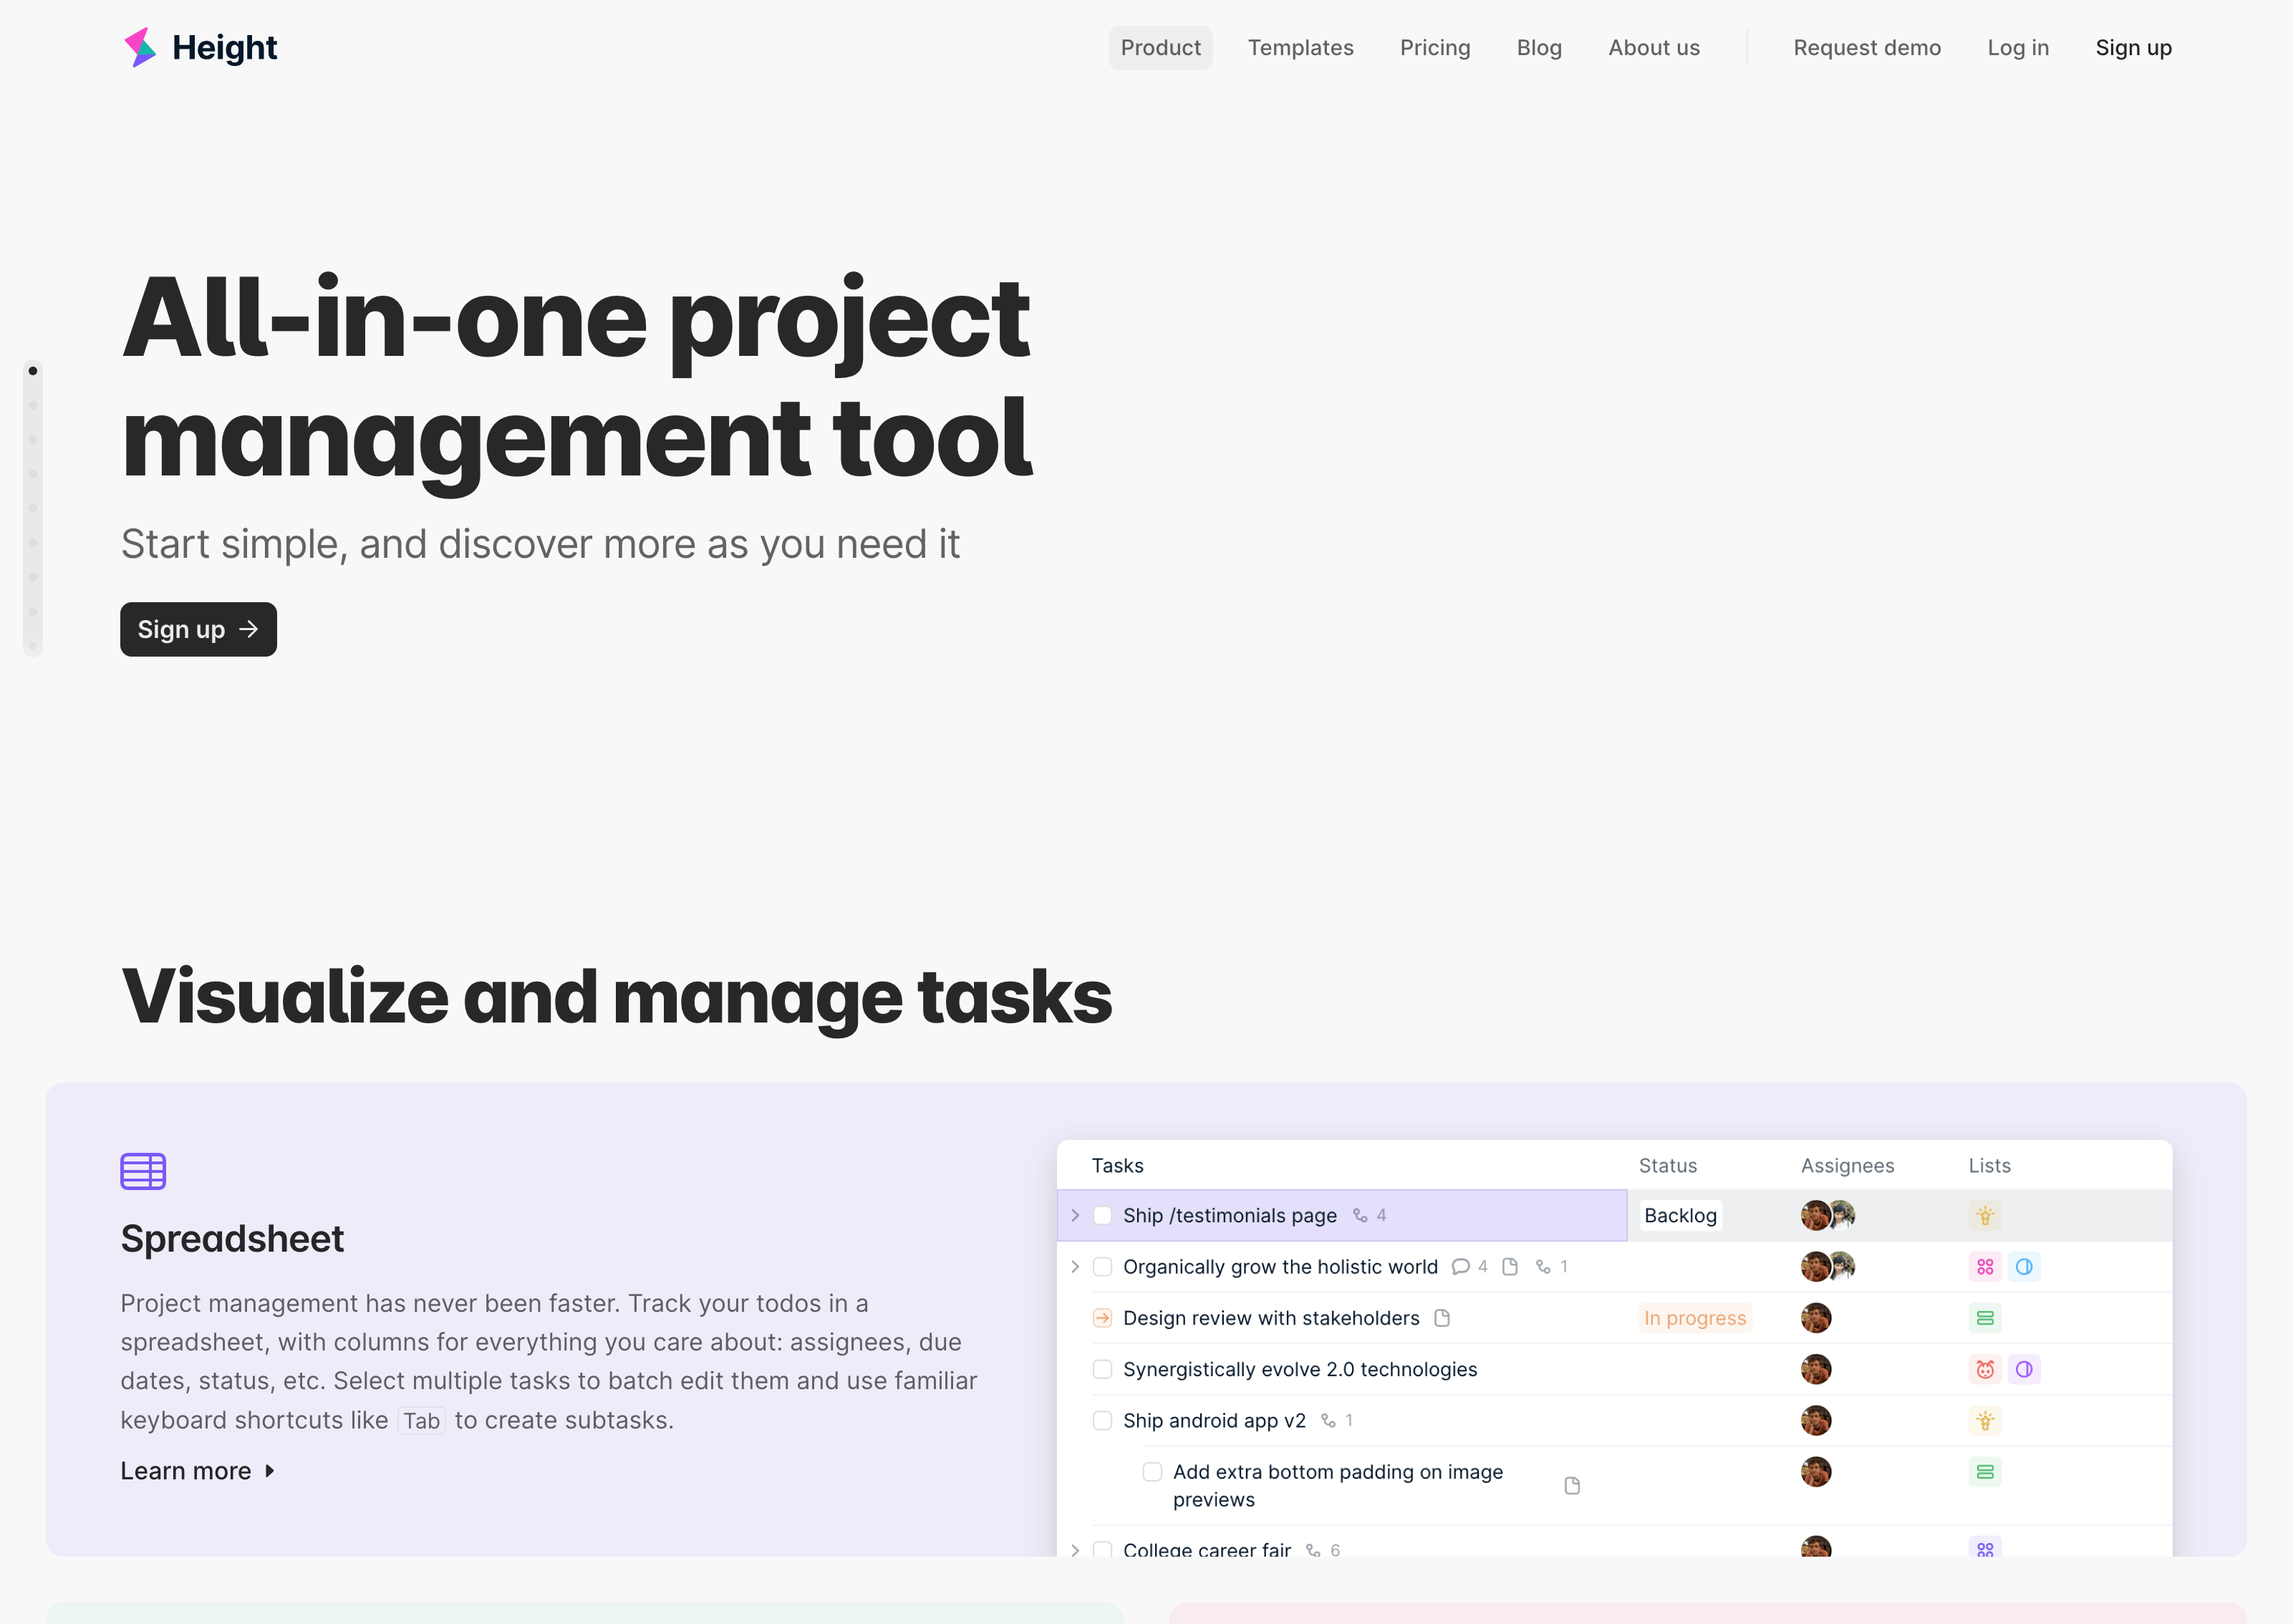 Height
Product Templates Pricing Blog About us Request demo Log in Sign up
All-in-one project
management tool
Start simple, and discover more as you need it
Sign up
Visualize and manage tasks
Spreadsheet
Project management has never been faster. Track your todos in a
spreadsheet, with columns for everything you care about: assignees, due
dates, status, etc. Select multiple tasks to batch edit them and use familiar
keyboard shortcuts like Tab to create subtasks.
Learn more
Tasks Status Assignees Lists
Ship /testimonials page 4 Backlog
Organically grow the holistic world 4 1
Design review with stakeholders In progress
Synergistically evolve 2.0 technologies
Ship android app v2 1
Add extra bottom padding on image
previews
College career fair 6